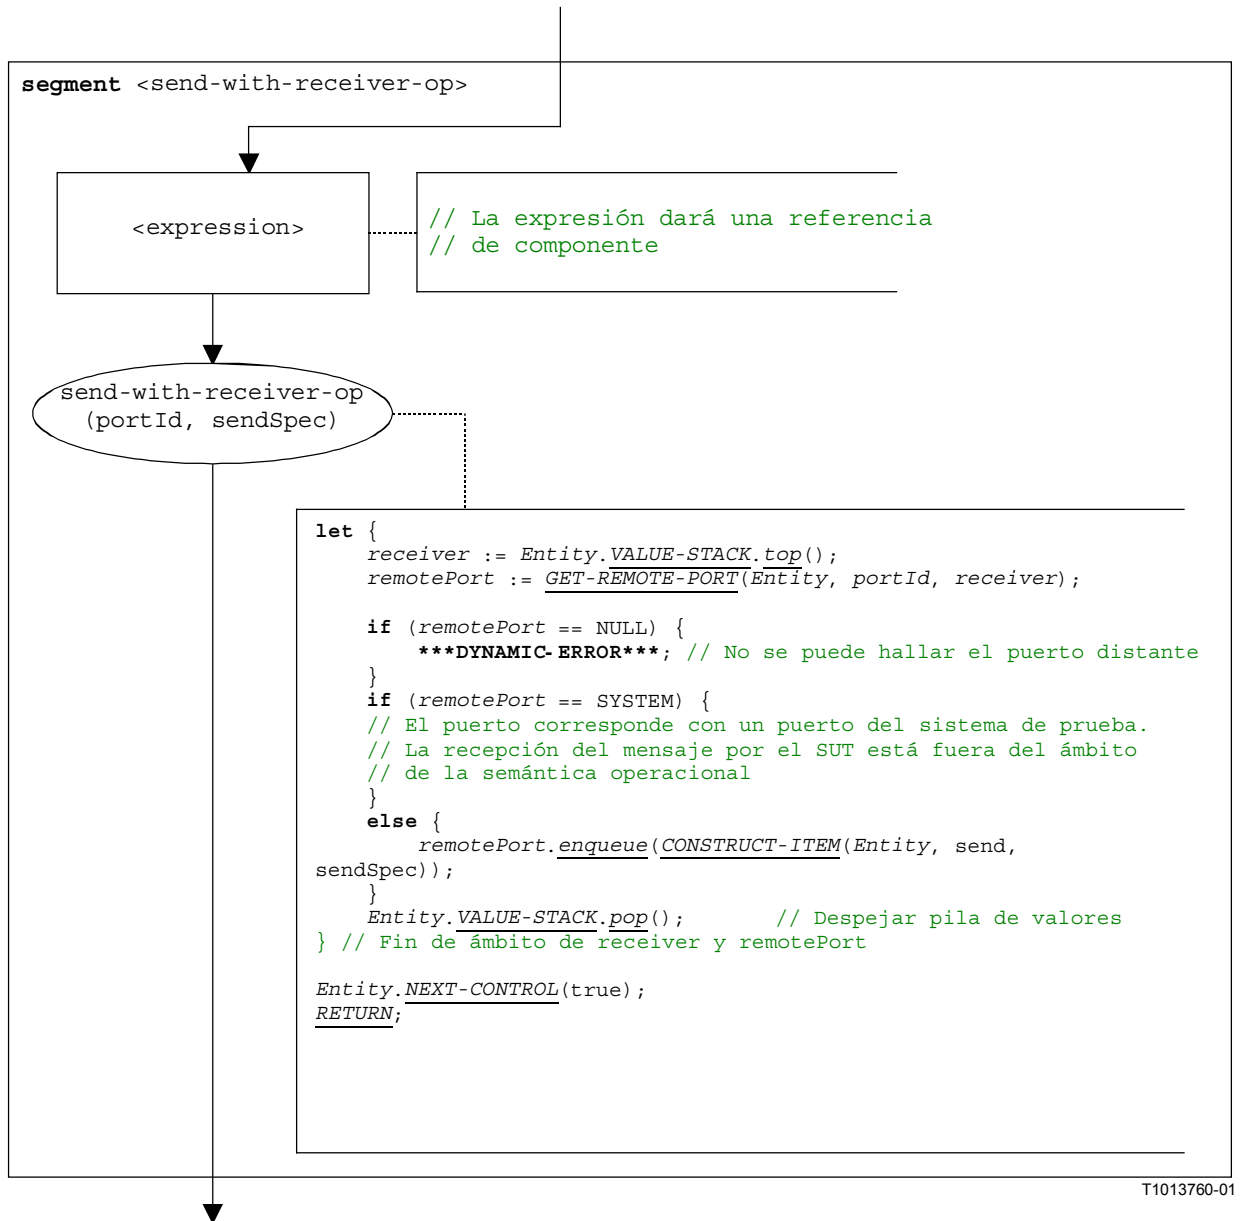 segment <send-with-receiver-op>
<expression>
// La expresión dará una referencia
// de componente
send-with-receiver-op
(portId, sendSpec)
let {
receiver := Entity.VALUE-STACK.top();
remotePort := GET-REMOTE-PORT(Entity, portId, receiver);
if (remotePort == NULL) {
***DYNAMIC-ERROR***; // No se puede hallar el puerto distante
}
if (remotePort == SYSTEM) {
// El puerto corresponde con un puerto del sistema de prueba.
// La recepción del mensaje por el SUT está fuera del ámbito
// de la semántica operacional
}
else {
remotePort.enqueue(CONSTRUCT-ITEM(Entity, send,
sendSpec));
}
Entity.VALUE-STACK.pop(); // Despejar pila de valores
} // Fin de ámbito de receiver y remotePort
Entity.NEXT-CONTROL(true);
RETURN;
T1013760-01